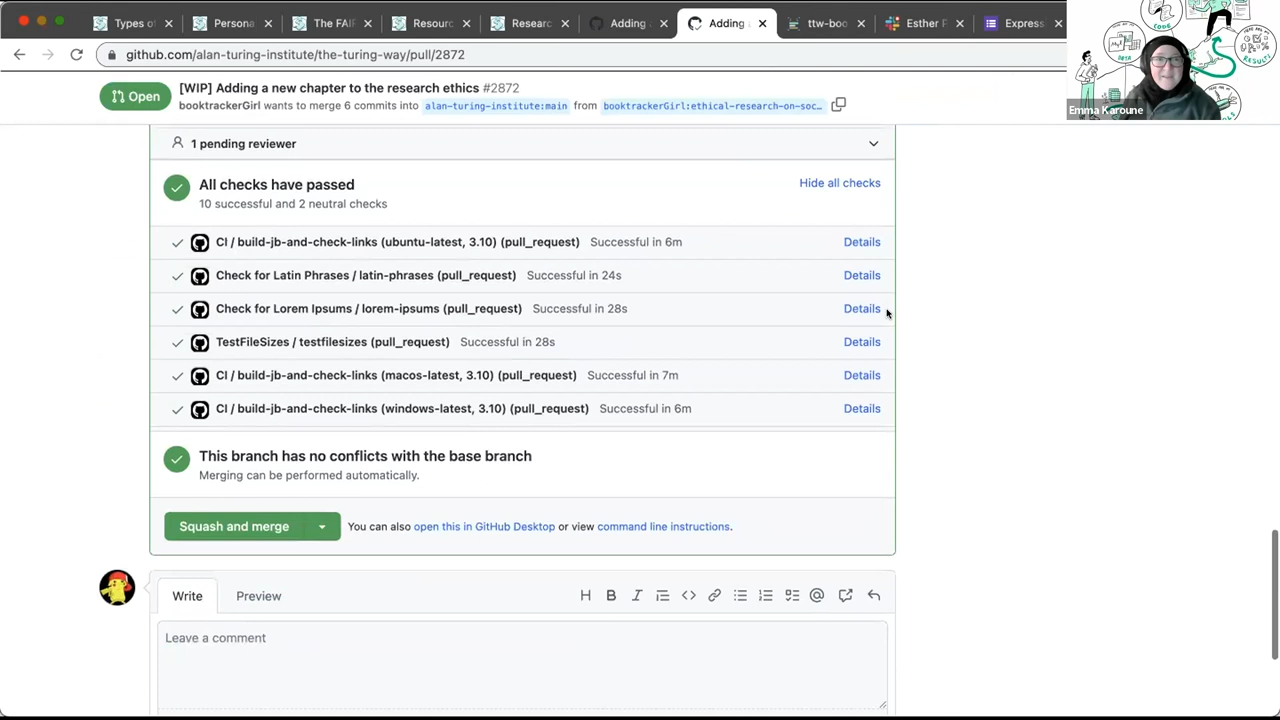 Types of
Persona
The FAIR
Resourc
Researc
Adding
Adding
ttw-boo
Esther P
Express
github.com/alan-turing-institute/the-turing-way/pull/2872
CODE
DATA
RESULTS
Emma Karoune
Open
[WIP] Adding a new chapter to the research ethics #2872
booktrackerGirl wants to merge 6 commits into alan-turing-institute:main from booktrackerGirl:ethical-research-on-soc…
1 pending reviewer
All checks have passed
Hide all checks
10 successful and 2 neutral checks
CI / build-jb-and-check-links (ubuntu-latest, 3.10) (pull_request) Successful in 6m Details
Check for Latin Phrases / latin-phrases (pull_request) Successful in 24s Details
Check for Lorem Ipsums / lorem-ipsums (pull_request) Successful in 28s Details
TestFileSizes / testfilesizes (pull_request) Successful in 28s Details
CI / build-jb-and-check-links (macos-latest, 3.10) (pull_request) Successful in 7m Details
CI / build-jb-and-check-links (windows-latest, 3.10) (pull_request) Successful in 6m Details
This branch has no conflicts with the base branch
Merging can be performed automatically.
Squash and merge
You can also open this in GitHub Desktop or view command line instructions.
Write
Preview
Leave a comment